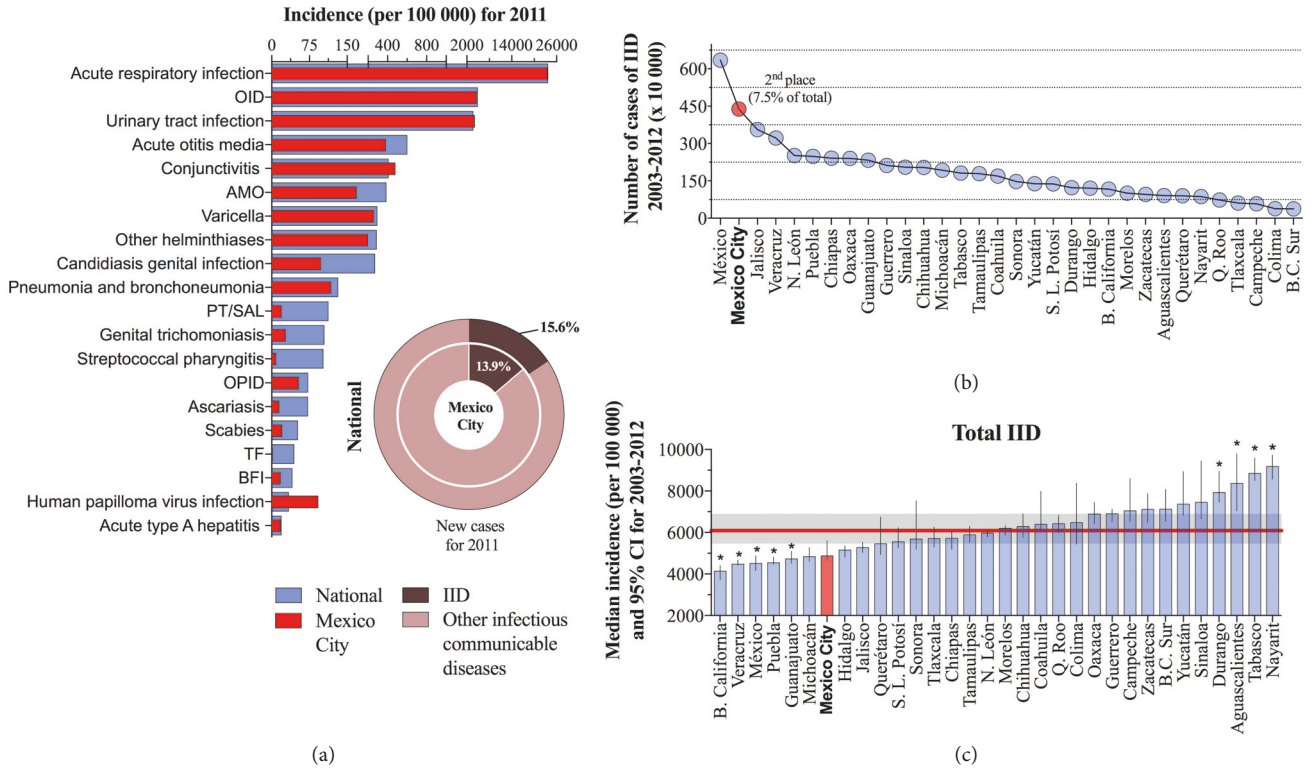 Incidence (per 100 000) for 2011
0 75 150 400 800 2000 14000 26000
Acute respiratory infection
OID
Urinary tract infection
Acute otitis media
Conjunctivitis
AMO
Varicella
Other helminthiases
Candidiasis genital infection
Pneumonia and bronchoneumonia
PT/SAL
Genital trichomoniasis
Streptococcal pharyngitis
OPID
Ascariasis
Scabies
TF
BFI
Human papilloma virus infection
Acute type A hepatitis
National
15.6%
13.9%
Mexico
City
New cases
for 2011
National
Mexico
City
IID
Other infectious
communicable
diseases
(a)
Number of cases of IID
2003-2012 (x 10 000)
600
450
300
150
0
2nd place
(7.5% of total)
México
Mexico City
Jalisco
Veracruz
N. León
Puebla
Chiapas
Oaxaca
Guanajuato
Guerrero
Sinaloa
Chihuahua
Michoacán
Tabasco
Tamaulipas
Coahuila
Sonora
Yucatán
S. L. Potosí
Durango
Hidalgo
B. California
Morelos
Zacatecas
Aguascalientes
Querétaro
Nayarit
Q. Roo
Tlaxcala
Campeche
Colima
B.C. Sur
(b)
Total IID
Median incidence (per 100 000)
and 95% CI for 2003-2012
10000
8000
6000
4000
2000
* * * * * * * * *
B. California
Veracruz
México
Puebla
Guanajuato
Michoacán
Mexico City
Hidalgo
Jalisco
Querétaro
S. L. Potosí
Sonora
Tlaxcala
Chiapas
Tamaulipas
N. León
Morelos
Chihuahua
Coahuila
Q. Roo
Colima
Oaxaca
Guerrero
Campeche
Zacatecas
B.C. Sur
Yucatán
Sinaloa
Durango
Aguascalientes
Tabasco
Nayarit
(c)